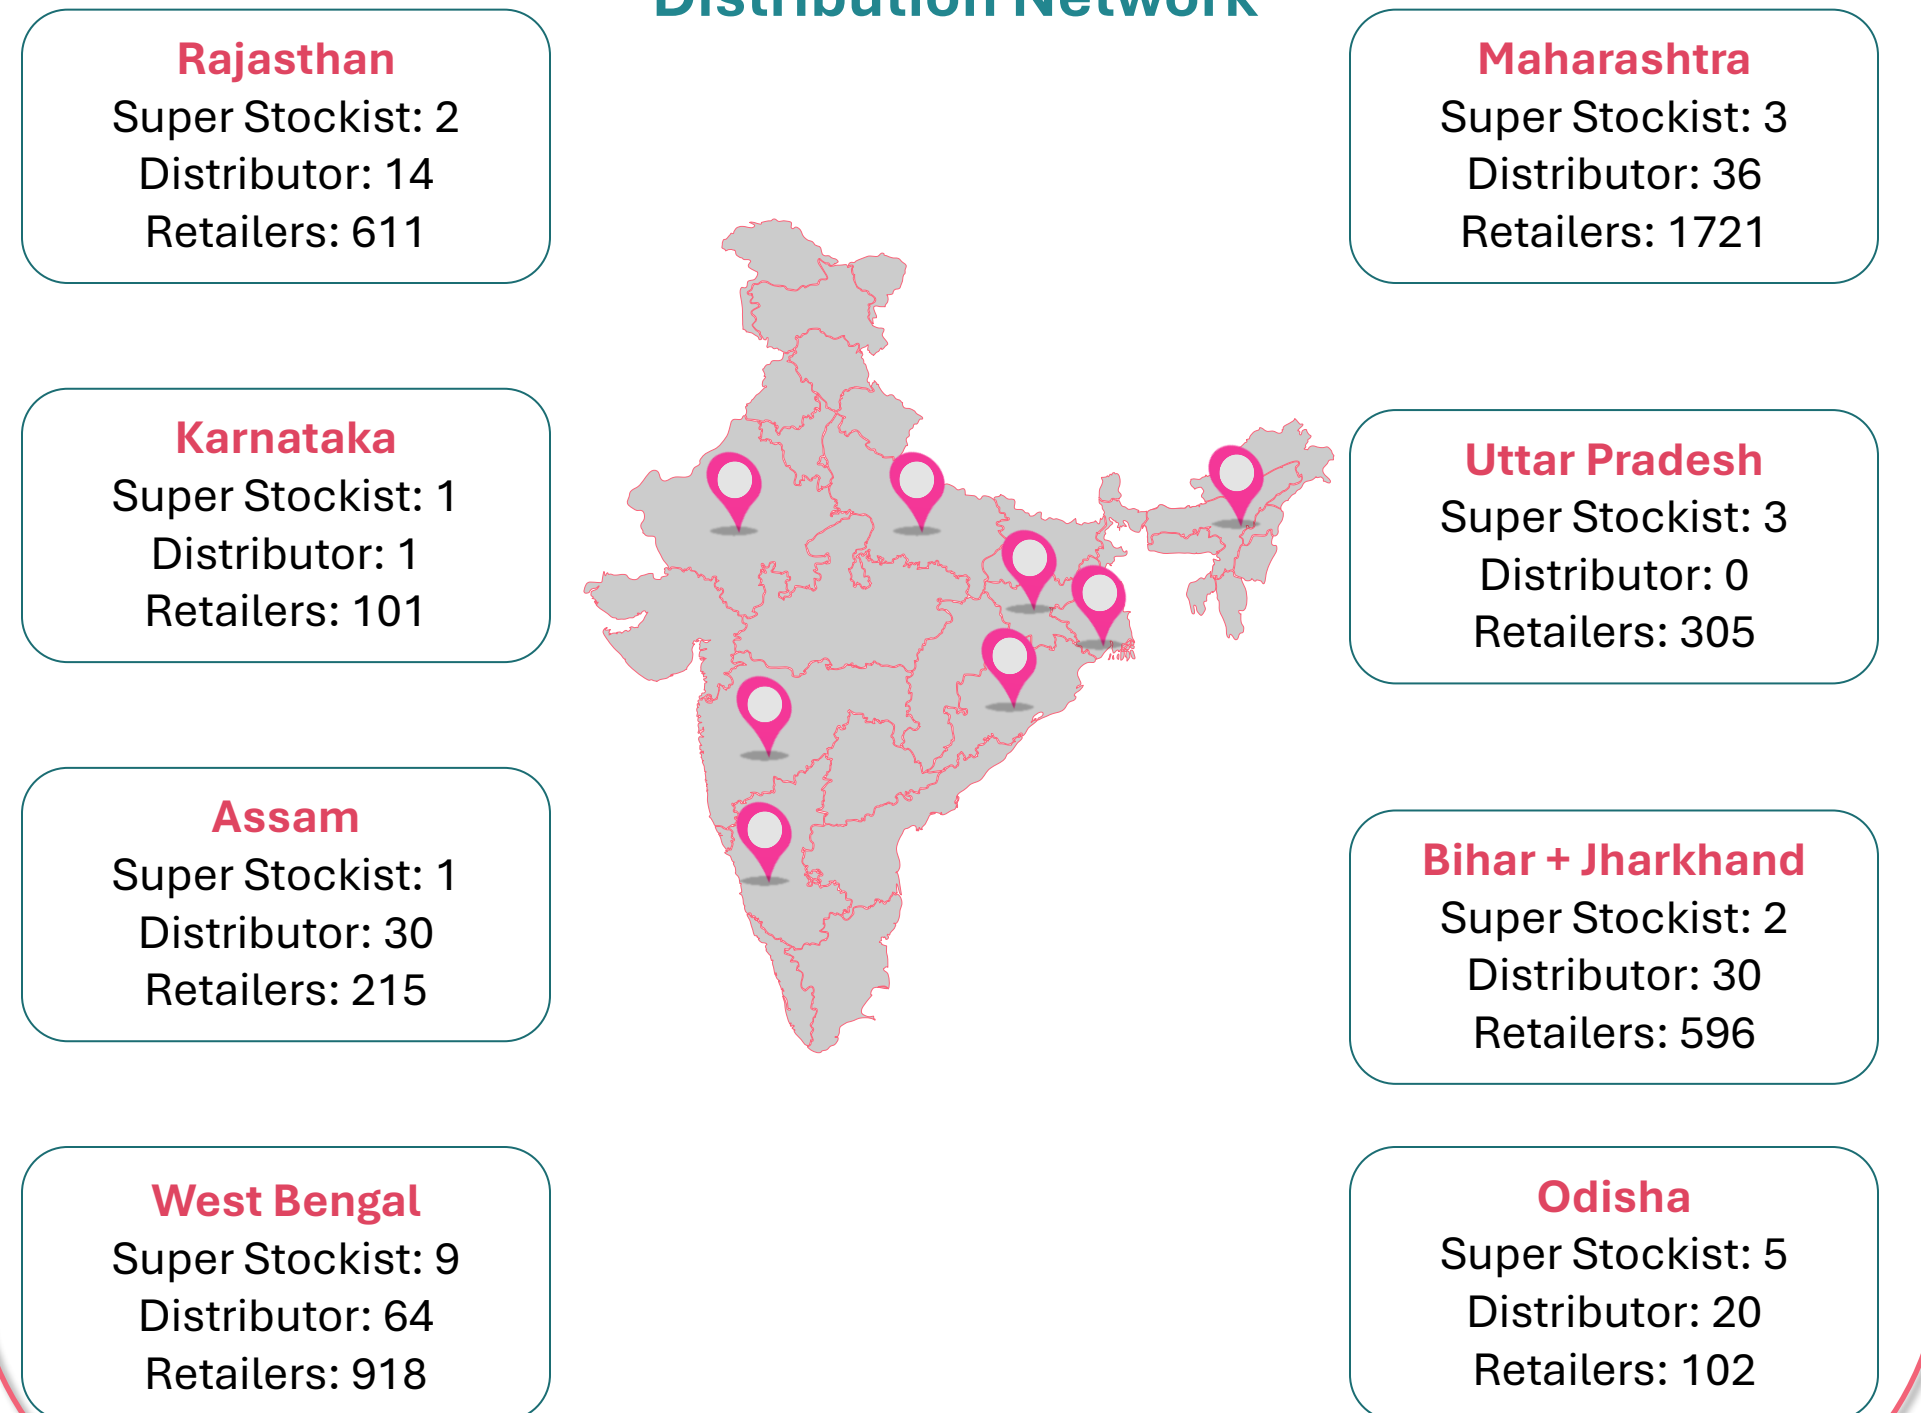 Distribution Network
Rajasthan
Super Stockist: 2
Distributor: 14
Retailers: 611
Karnataka
Super Stockist: 1
Distributor: 1
Retailers: 101
Assam
Super Stockist: 1
Distributor: 30
Retailers: 215
West Bengal
Super Stockist: 9
Distributor: 64
Retailers: 918
Maharashtra
Super Stockist: 3
Distributor: 36
Retailers: 1721
Uttar Pradesh
Super Stockist: 3
Distributor: 0
Retailers: 305
Bihar + Jharkhand
Super Stockist: 2
Distributor: 30
Retailers: 596
Odisha
Super Stockist: 5
Distributor: 20
Retailers: 102